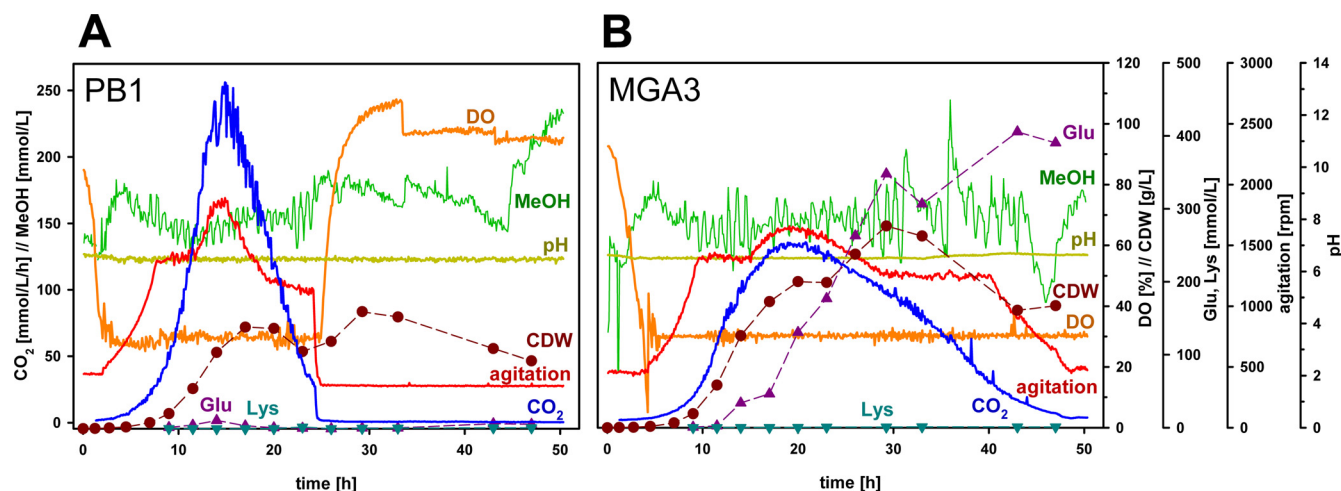 A
PB1
CO2 [mmol/L/h] // MeOH [mmol/L]
250
200
150
100
50
0
DO
MeOH
pH
CDW
agitation
CO2
Glu
Lys
0 10 20 30 40 50
time [h]
B
MGA3
Glu
MeOH
pH
CDW
DO
agitation
CO2
Lys
0 10 20 30 40 50
time [h]
120
100
80
60
40
20
0
DO [%] // CDW [g/L]
500
400
300
200
100
0
Glu, Lys [mmol/L]
3000
2500
2000
1500
1000
500
0
agitation [rpm]
14
12
10
8
6
4
2
0
pH